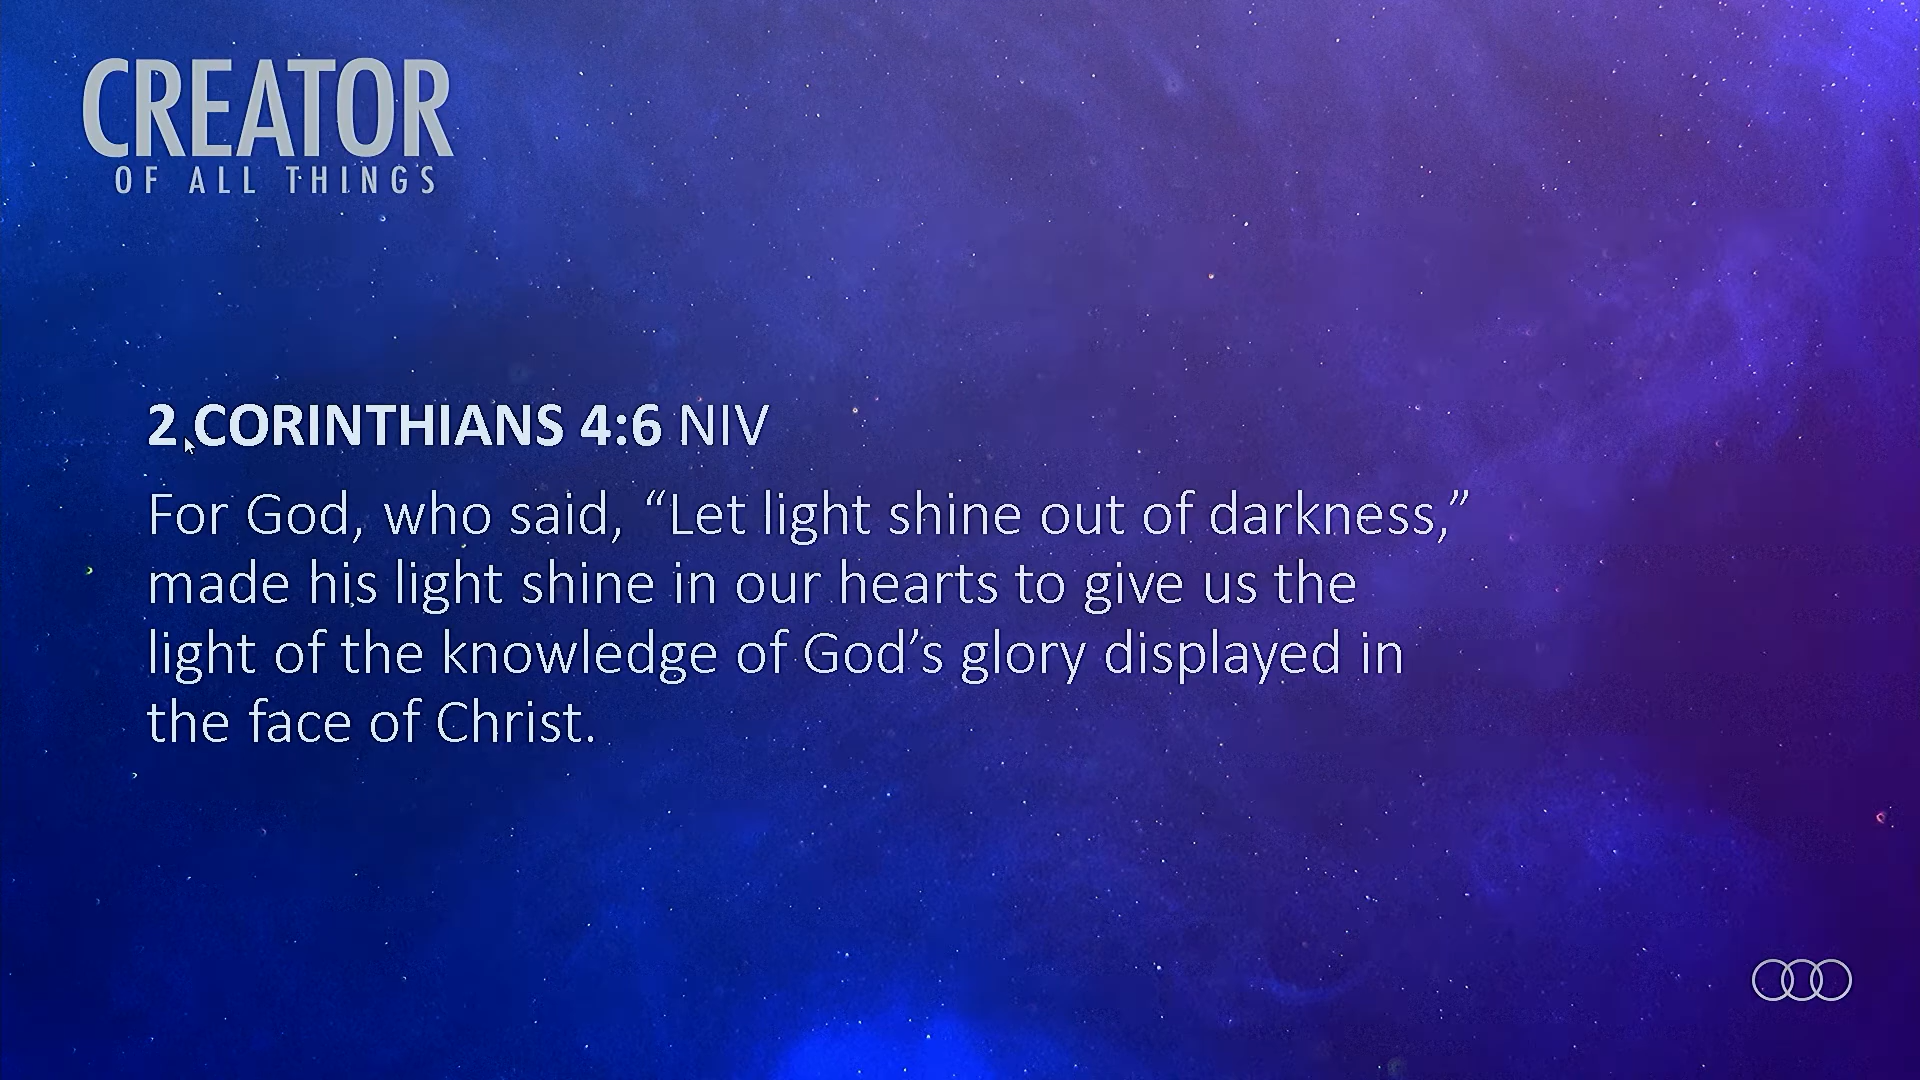 CREATOR
OF ALL THINGS
2 CORINTHIANS 4:6 NIV
For God, who said, “Let light shine out of darkness,”
made his light shine in our hearts to give us the
light of the knowledge of God’s glory displayed in
the face of Christ.